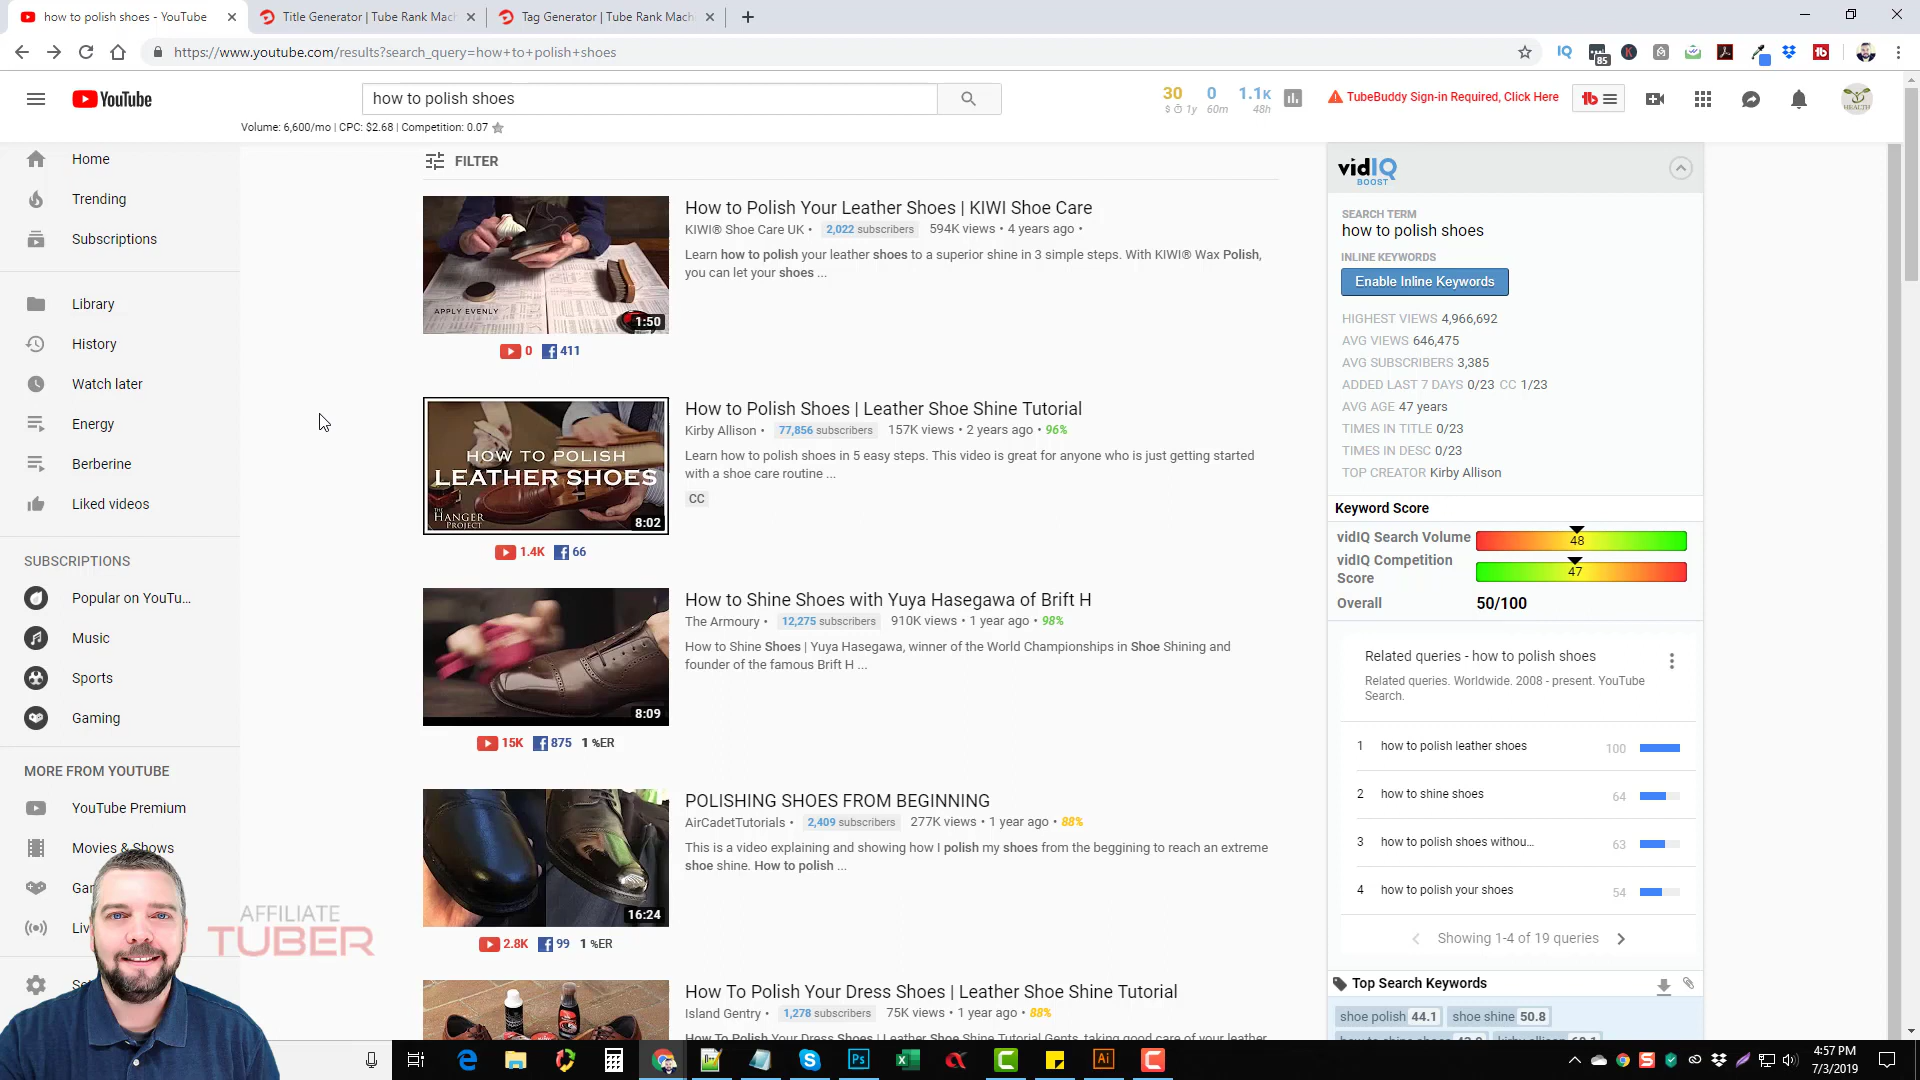 how to polish shoes - YouTube
Title Generator | Tube Rank Mach
Tag Generator | Tube Rank Mach
https://www.youtube.com/results?search_query=how+to+polish+shoes
IQ
85
YouTube
how to polish shoes
30 0 1.1K
1y 60m 48h
TubeBuddy Sign-in Required, Click Here
tb
Volume: 6,600/mo | CPC: $2.68 | Competition: 0.07
Home
Trending
Subscriptions
Library
History
Watch later
Energy
Berberine
Liked videos
SUBSCRIPTIONS
Popular on YouTu...
Music
Sports
Gaming
MORE FROM YOUTUBE
YouTube Premium
Movies & Shows
AFFILIATE
TUBER
FILTER
APPLY EVENLY
1:50
0 411
How to Polish Your Leather Shoes | KIWI Shoe Care
KIWI® Shoe Care UK • 2,022 subscribers 594K views • 4 years ago •
Learn how to polish your leather shoes to a superior shine in 3 simple steps. With KIWI® Wax Polish,
you can let your shoes ...
HOW TO POLISH
LEATHER SHOES
THE
HANGER
PROJECT
8:02
1.4K 66
How to Polish Shoes | Leather Shoe Shine Tutorial
Kirby Allison • 77,856 subscribers 157K views • 2 years ago • 96%
Learn how to polish shoes in 5 easy steps. This video is great for anyone who is just getting started
with a shoe care routine ...
CC
8:09
15K 875 1 %ER
How to Shine Shoes with Yuya Hasegawa of Brift H
The Armoury • 12,275 subscribers 910K views • 1 year ago • 98%
How to Shine Shoes | Yuya Hasegawa, winner of the World Championships in Shoe Shining and
founder of the famous Brift H ...
16:24
2.8K 99 1 %ER
POLISHING SHOES FROM BEGINNING
AirCadetTutorials • 2,409 subscribers 277K views • 1 year ago • 88%
This is a video explaining and showing how I polish my shoes from the beggining to reach an extreme
shoe shine. How to polish ...
How To Polish Your Dress Shoes | Leather Shoe Shine Tutorial
Island Gentry • 1,278 subscribers 75K views • 1 year ago • 88%
How To Polish Your Dress Shoes | Leather Shoe Shine Tutorial Gents, taking good care of your leather
vidIQ
BOOST
SEARCH TERM
how to polish shoes
INLINE KEYWORDS
Enable Inline Keywords
HIGHEST VIEWS 4,966,692
AVG VIEWS 646,475
AVG SUBSCRIBERS 3,385
ADDED LAST 7 DAYS 0/23 CC 1/23
AVG AGE 47 years
TIMES IN TITLE 0/23
TIMES IN DESC 0/23
TOP CREATOR Kirby Allison
Keyword Score
vidIQ Search Volume 48
vidIQ Competition
Score 47
Overall 50/100
Related queries - how to polish shoes
Related queries. Worldwide. 2008 - present. YouTube
Search.
1 how to polish leather shoes 100
2 how to shine shoes 64
3 how to polish shoes withou... 63
4 how to polish your shoes 54
Showing 1-4 of 19 queries
Top Search Keywords
shoe polish 44.1 shoe shine 50.8
4:57 PM
7/3/2019